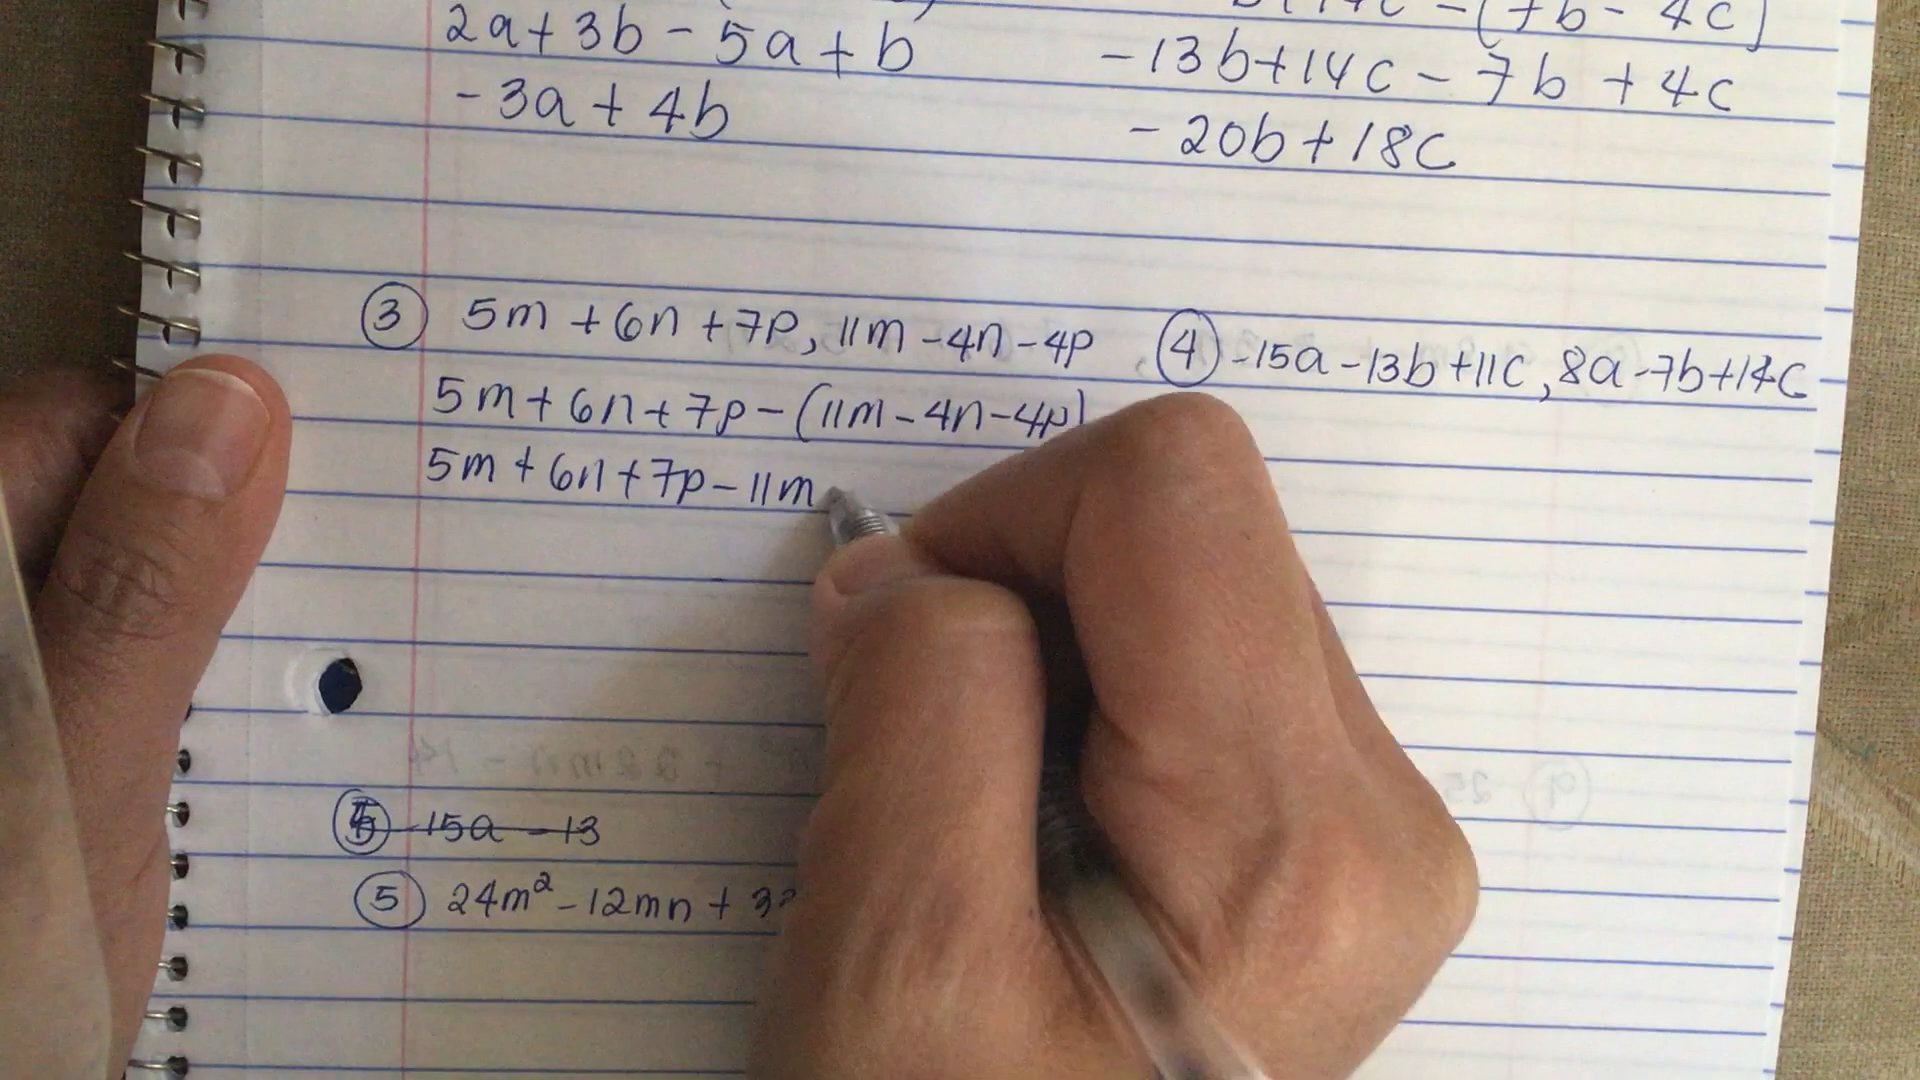 2a+3b-5a+b
-3a+4b
-(7b-4c)
-13b+14c-7b+4c
-20b+18c
③ 5m+6n+7p, 11m-4n-4p
5m+6n+7p-(11m-4n-4p)
5m+6n+7p-11m
④ -15a-13b+11c, 8a-7b+14c
15a-13
⑤ 24m²-12mn+